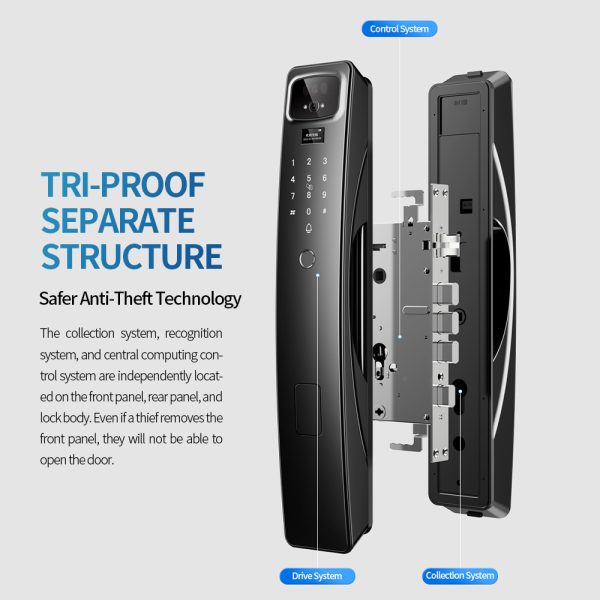 Control System
TRI-PROOF
SEPARATE
STRUCTURE
Safer Anti-Theft Technology
The collection system, recognition
system, and central computing con-
trol system are independently locat-
ed on the front panel, rear panel, and
lock body. Even if a thief removes the
front panel, they will not be able to
open the door.
1 2 3
4 5 6
7 8 9
0
Drive System
Collection System